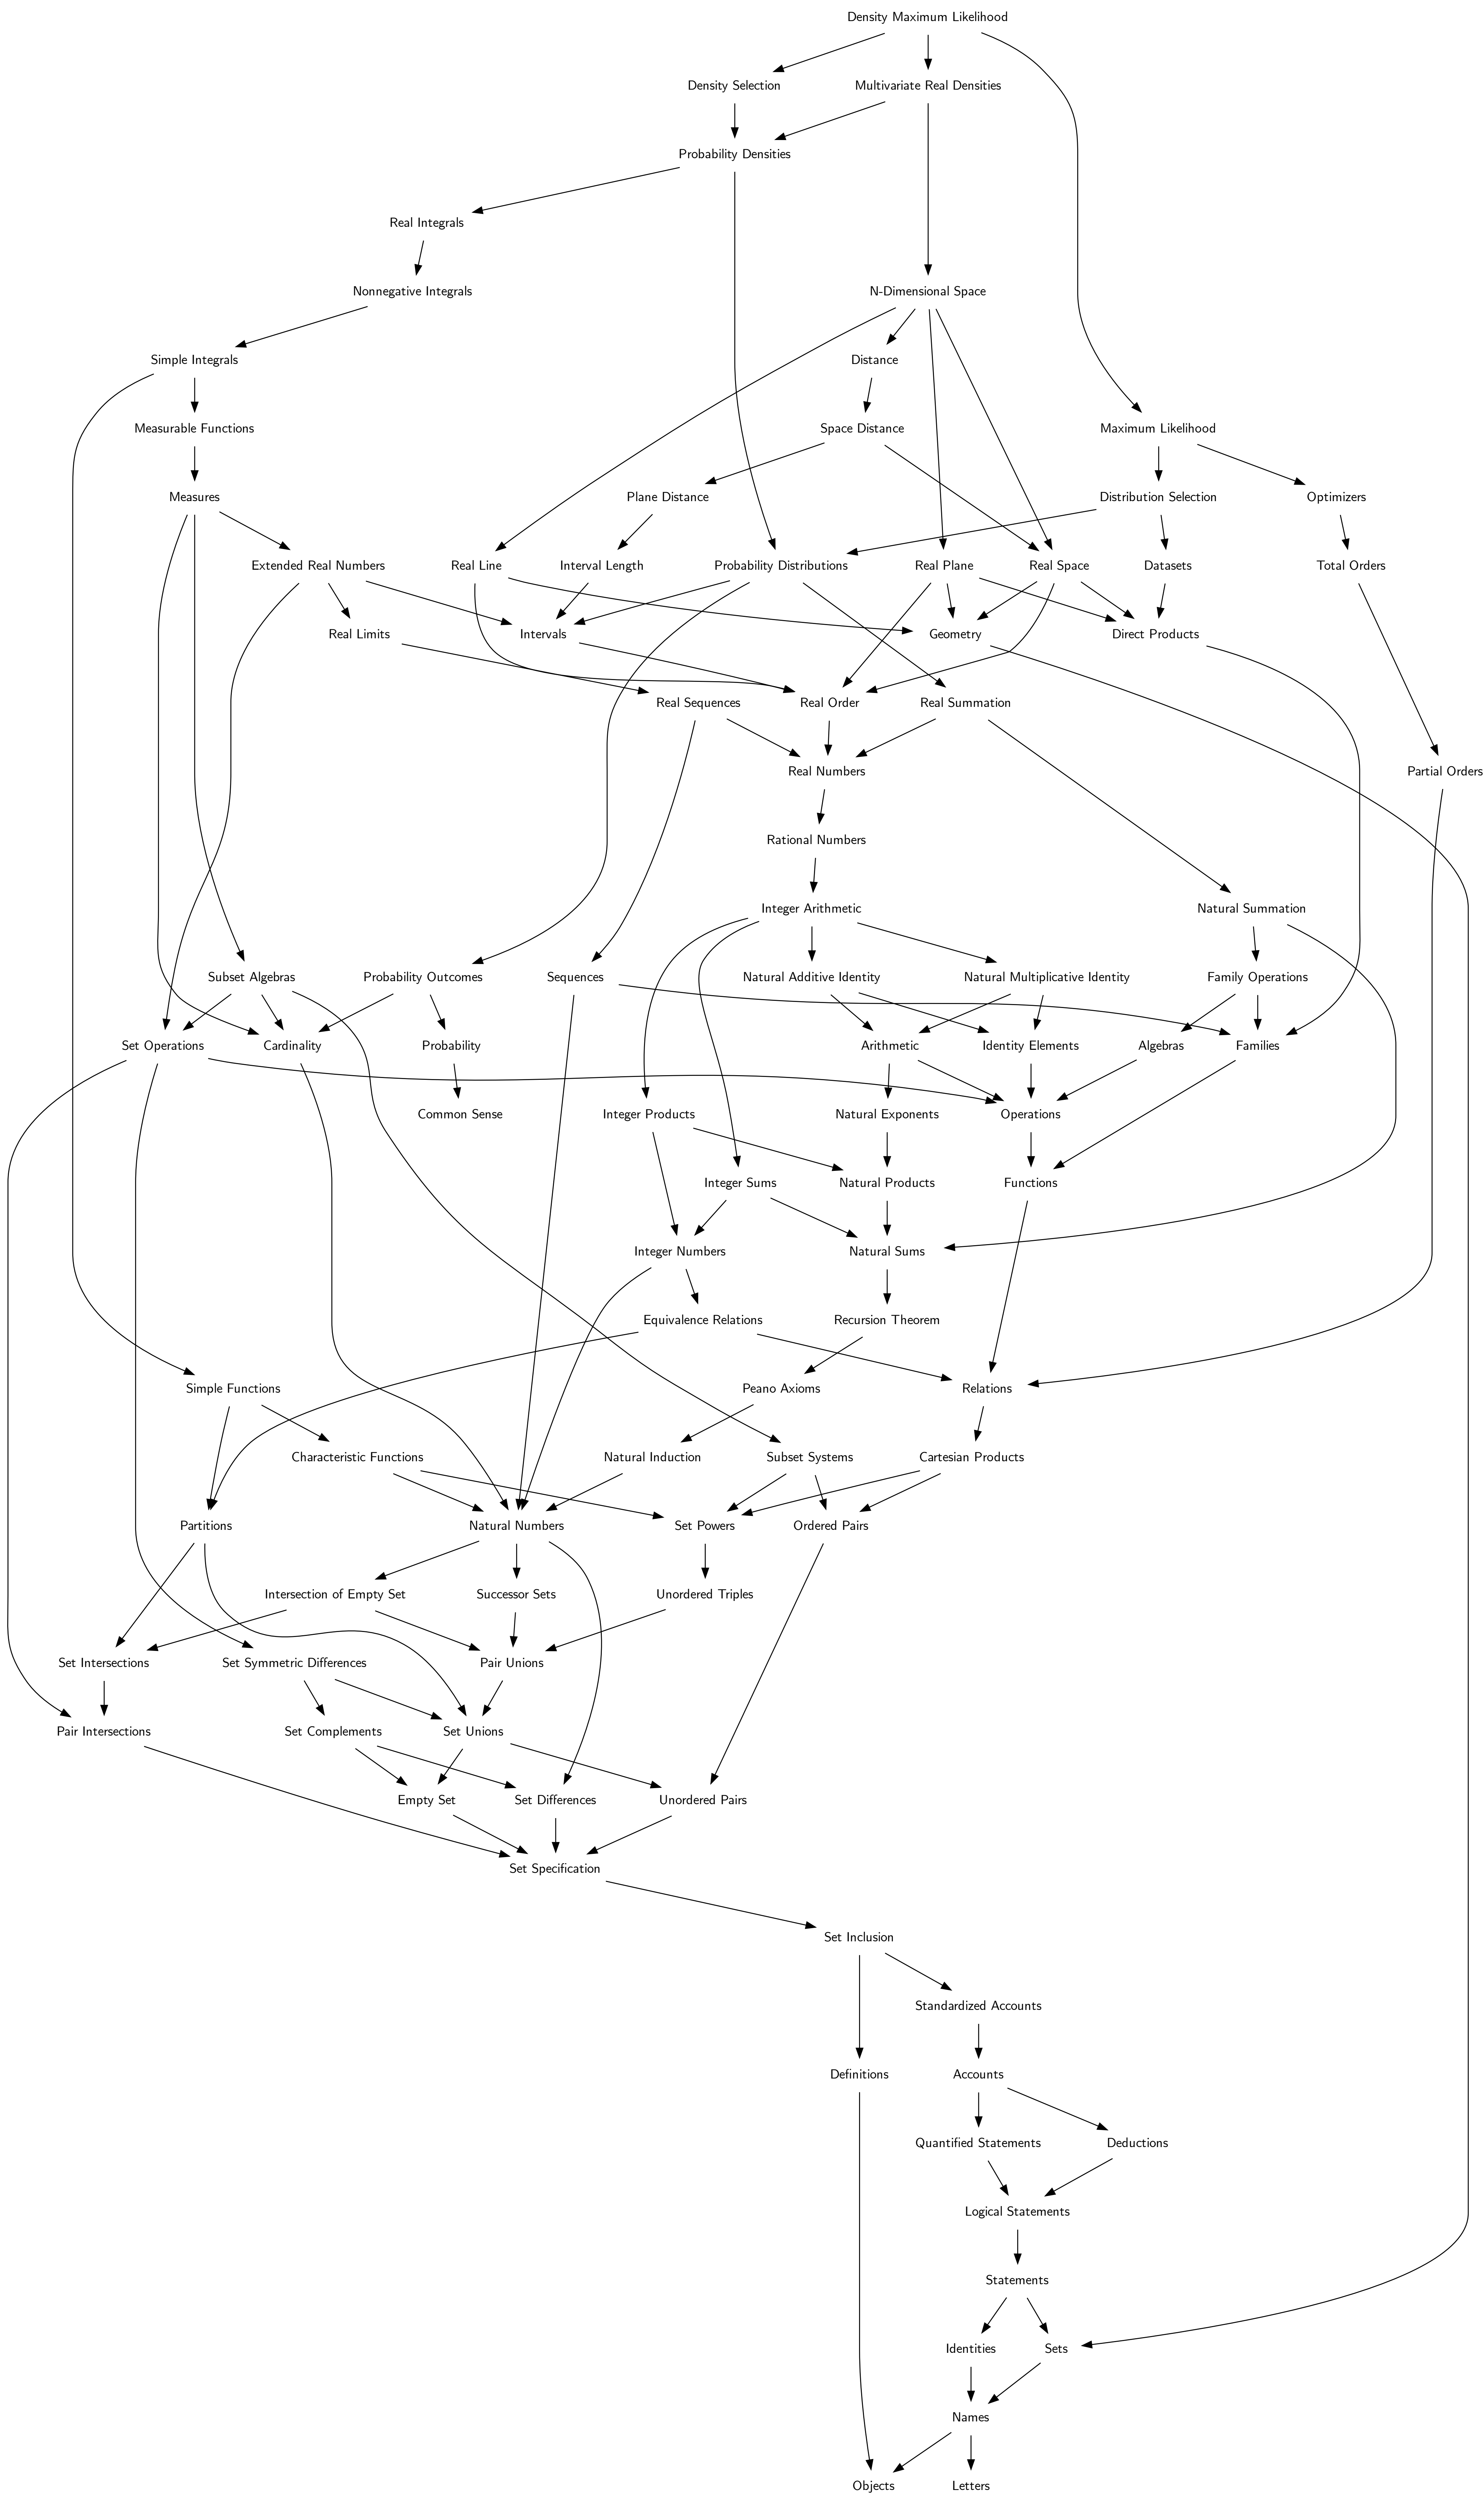 Density Maximum Likelihood
Density Selection
Multivariate Real Densities
Probability Densities
Real Integrals
Nonnegative Integrals
N-Dimensional Space
Simple Integrals
Distance
Measurable Functions
Space Distance
Maximum Likelihood
Measures
Plane Distance
Distribution Selection
Optimizers
Extended Real Numbers
Real Line
Interval Length
Probability Distributions
Real Plane
Real Space
Datasets
Total Orders
Real Limits
Intervals
Geometry
Direct Products
Real Sequences
Real Order
Real Summation
Real Numbers
Partial Orders
Rational Numbers
Integer Arithmetic
Natural Summation
Subset Algebras
Probability Outcomes
Sequences
Natural Additive Identity
Natural Multiplicative Identity
Family Operations
Set Operations
Cardinality
Probability
Arithmetic
Identity Elements
Algebras
Families
Common Sense
Integer Products
Natural Exponents
Operations
Integer Sums
Natural Products
Functions
Integer Numbers
Natural Sums
Equivalence Relations
Recursion Theorem
Simple Functions
Peano Axioms
Relations
Characteristic Functions
Natural Induction
Subset Systems
Cartesian Products
Partitions
Natural Numbers
Set Powers
Ordered Pairs
Intersection of Empty Set
Successor Sets
Unordered Triples
Set Intersections
Set Symmetric Differences
Pair Unions
Pair Intersections
Set Complements
Set Unions
Empty Set
Set Differences
Unordered Pairs
Set Specification
Set Inclusion
Standardized Accounts
Definitions
Accounts
Quantified Statements
Deductions
Logical Statements
Statements
Identities
Sets
Names
Objects
Letters